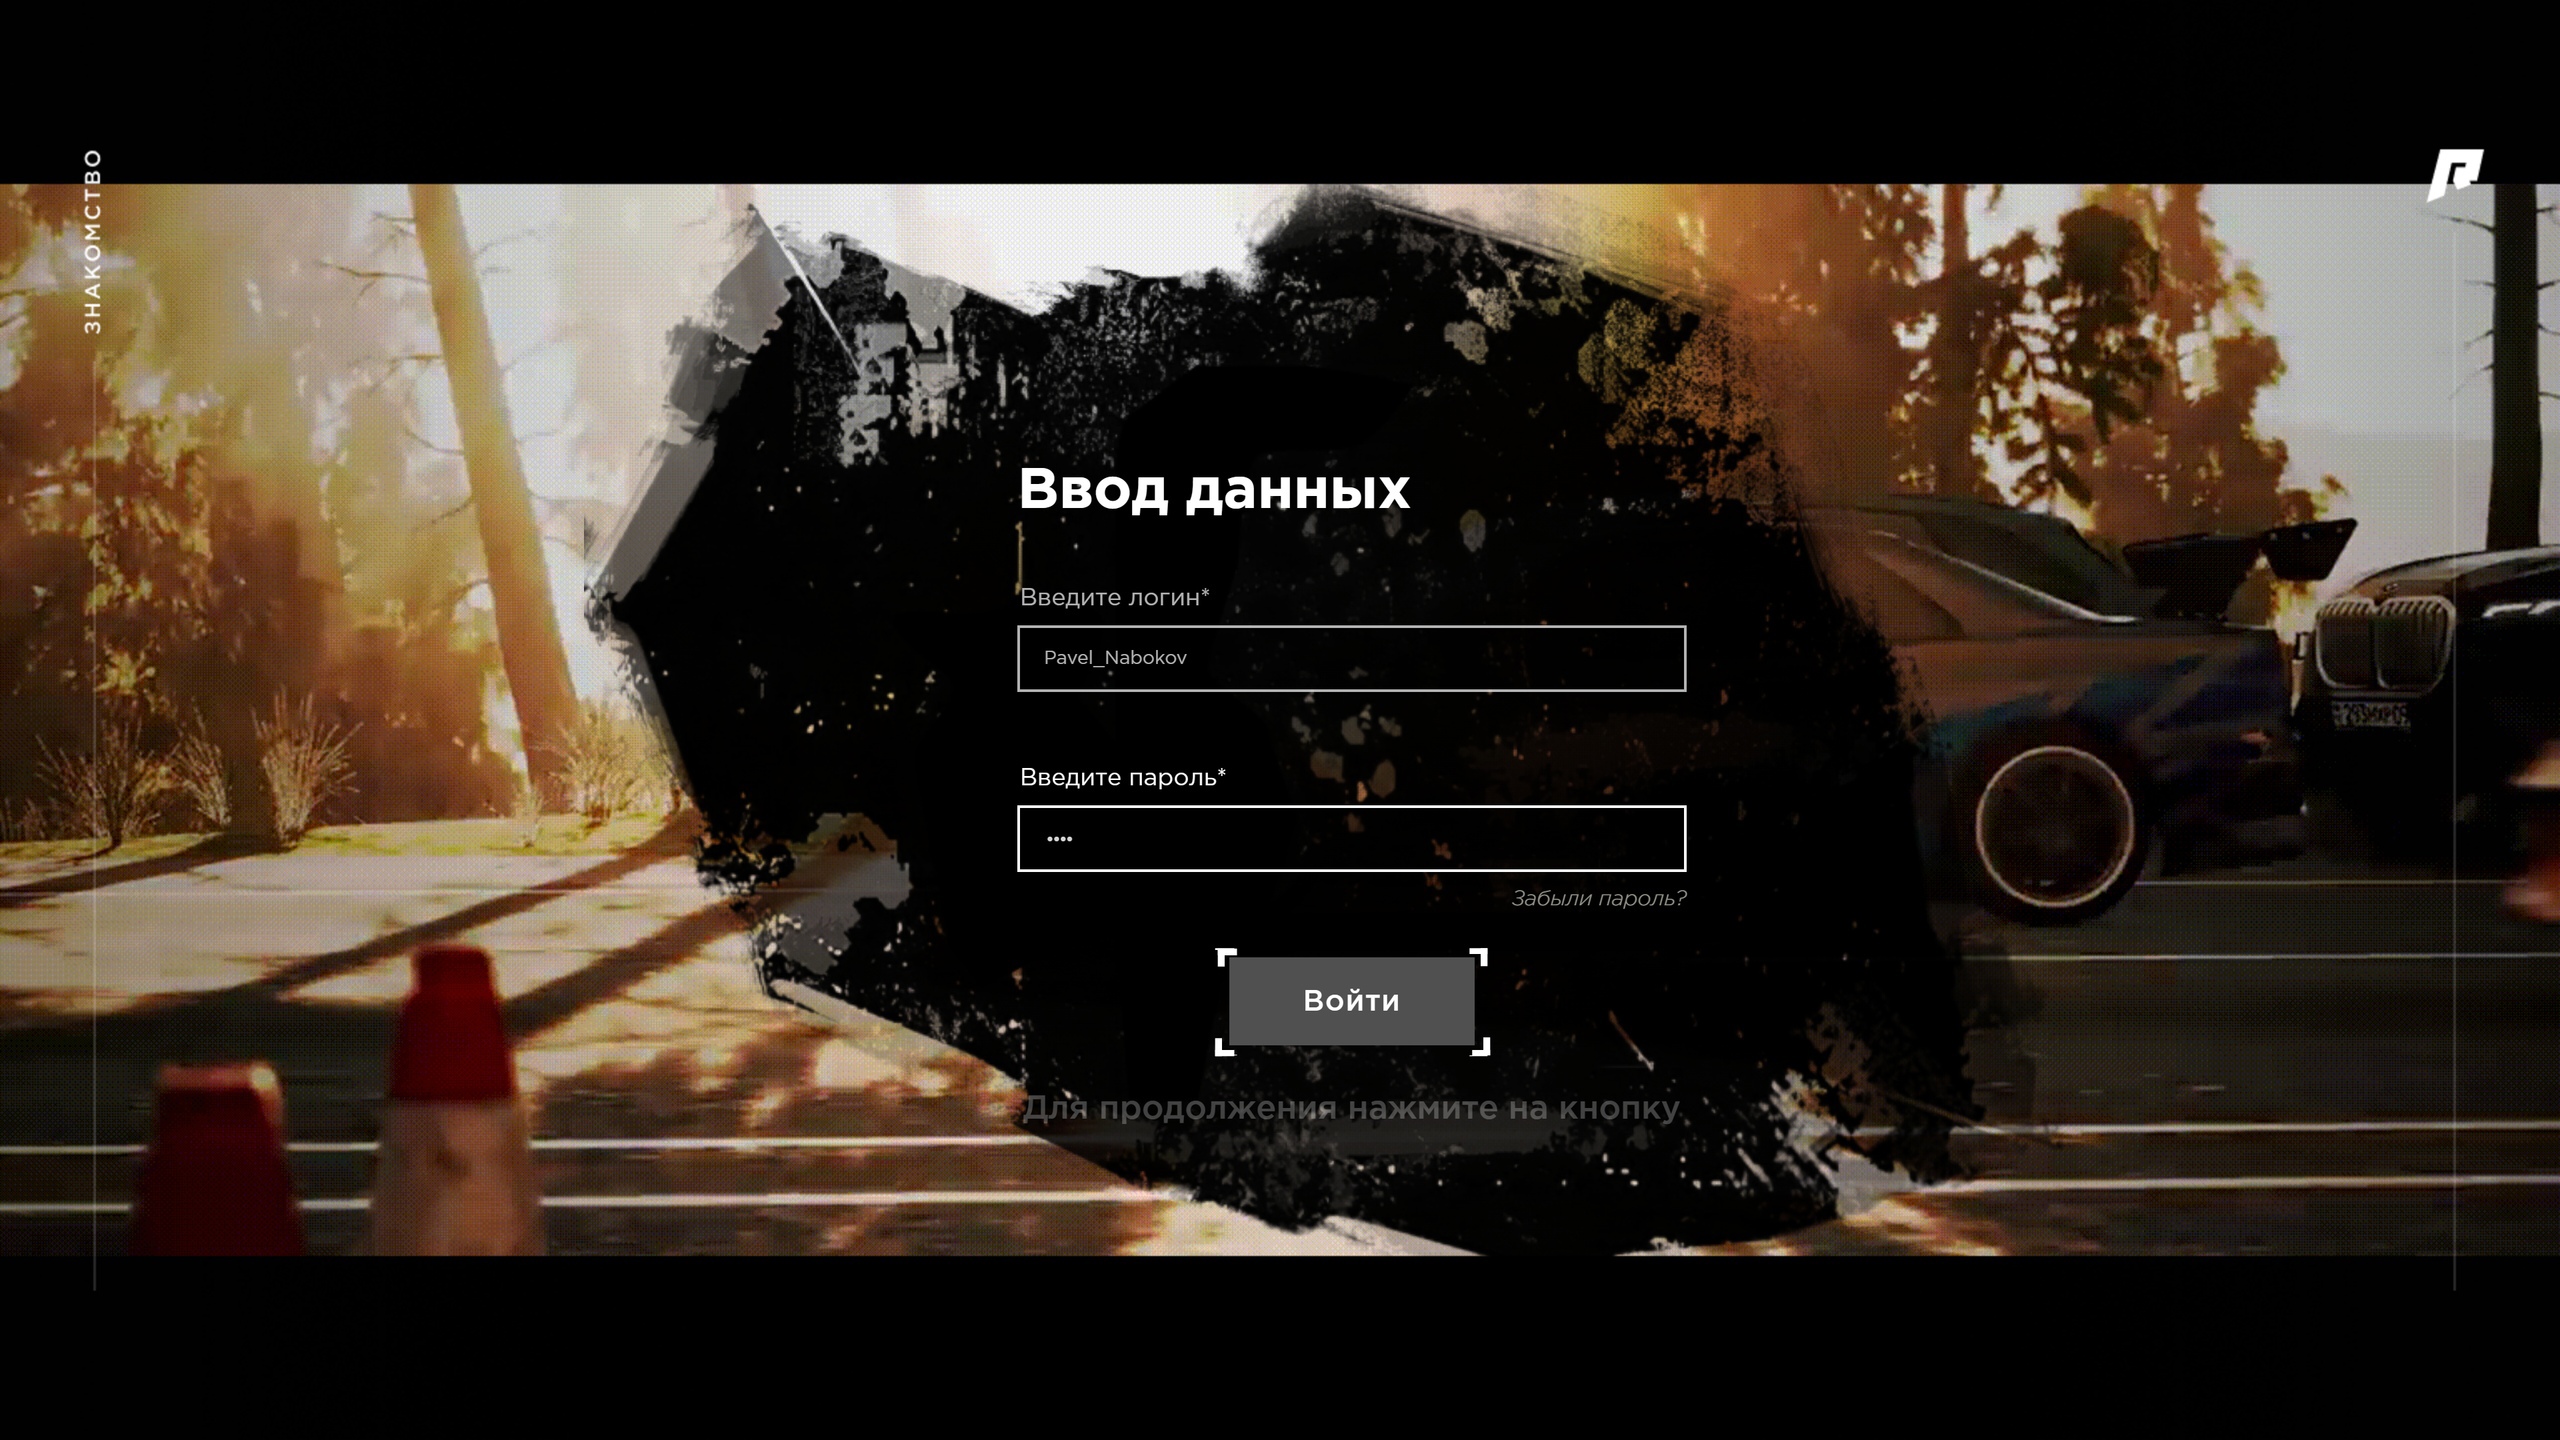 ЗНАКОМСТВО
Ввод данных
Введите логин*
Pavel_Nabokov
Введите пароль*
••••
Забыли пароль?
Войти
Для продолжения нажмите на кнопку